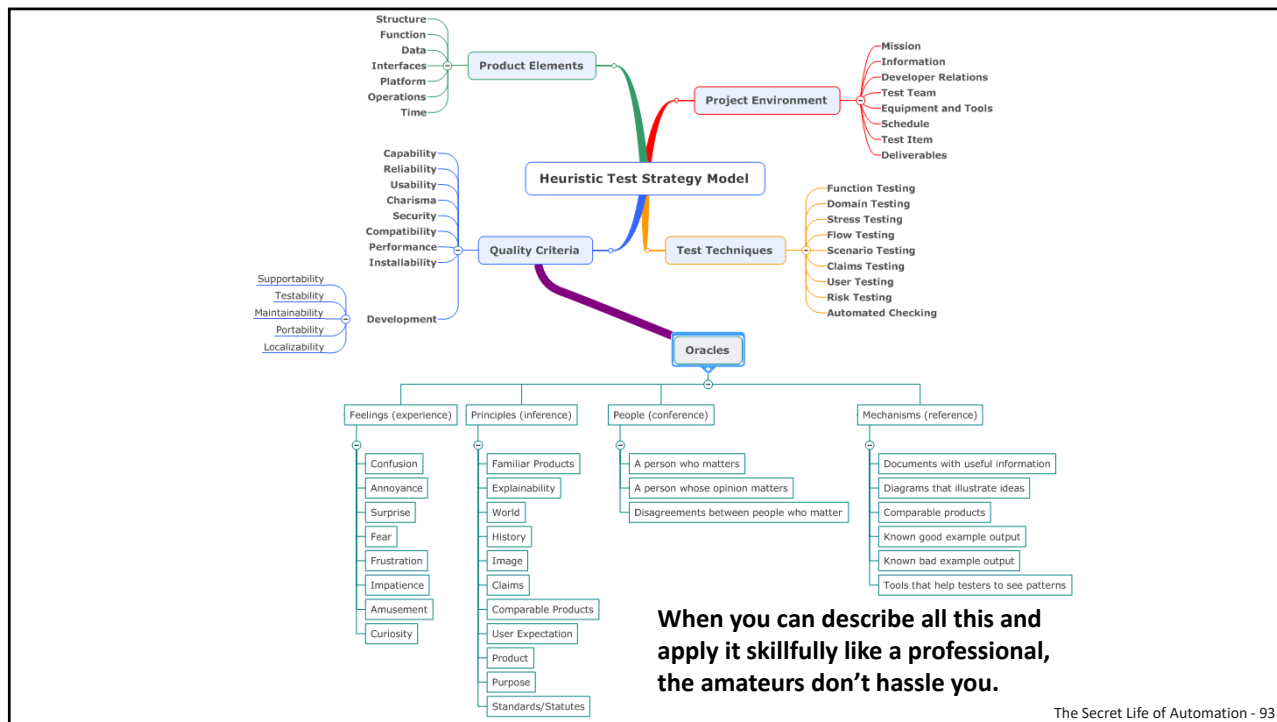 Structure
Function
Data
Interfaces
Platform
Operations
Time
Product Elements
Mission
Information
Developer Relations
Test Team
Equipment and Tools
Schedule
Test Item
Deliverables
Project Environment
Heuristic Test Strategy Model
Capability
Reliability
Usability
Charisma
Security
Compatibility
Performance
Installability
Development
Quality Criteria
Supportability
Testability
Maintainability
Portability
Localizability
Test Techniques
Function Testing
Domain Testing
Stress Testing
Flow Testing
Scenario Testing
Claims Testing
User Testing
Risk Testing
Automated Checking
Oracles
Feelings (experience)
Confusion
Annoyance
Surprise
Fear
Frustration
Impatience
Amusement
Curiosity
Principles (inference)
Familiar Products
Explainability
World
History
Image
Claims
Comparable Products
User Expectation
Product
Purpose
Standards/Statutes
People (conference)
A person who matters
A person whose opinion matters
Disagreements between people who matter
Mechanisms (reference)
Documents with useful information
Diagrams that illustrate ideas
Comparable products
Known good example output
Known bad example output
Tools that help testers to see patterns
When you can describe all this and
apply it skillfully like a professional,
the amateurs don’t hassle you.
The Secret Life of Automation - 93